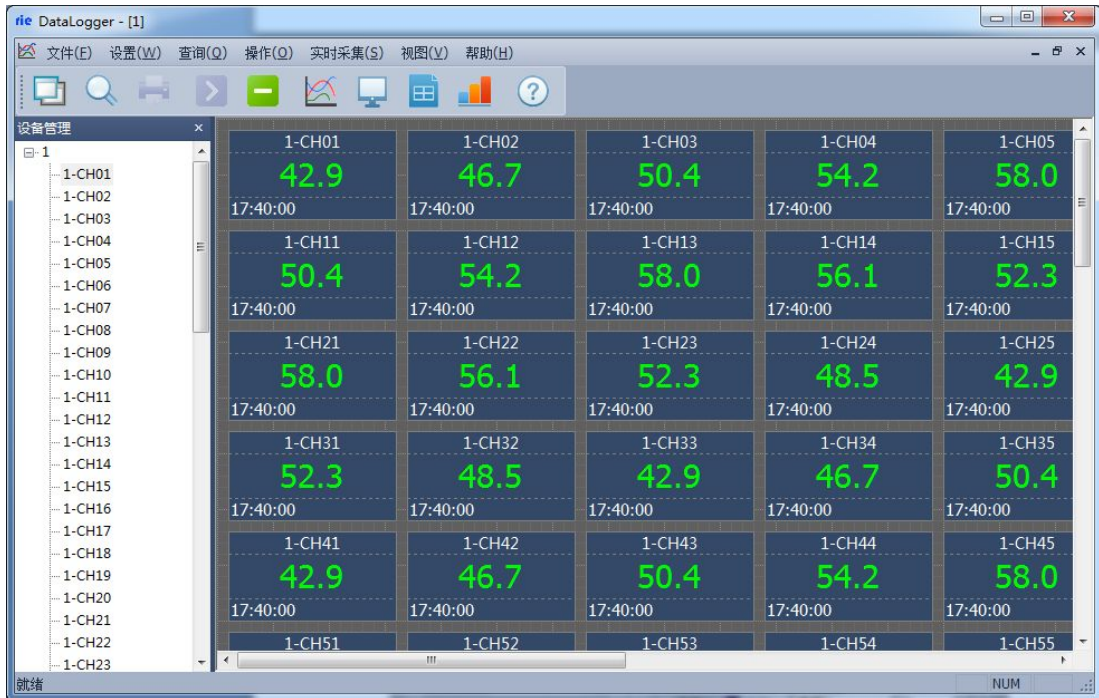 rie DataLogger - [1]
文件(F) 设置(W) 查询(Q) 操作(O) 实时采集(S) 视图(V) 帮助(H)
设备管理
1
1-CH01
1-CH02
1-CH03
1-CH04
1-CH05
1-CH06
1-CH07
1-CH08
1-CH09
1-CH10
1-CH11
1-CH12
1-CH13
1-CH14
1-CH15
1-CH16
1-CH17
1-CH18
1-CH19
1-CH20
1-CH21
1-CH22
1-CH23
1-CH01 1-CH02 1-CH03 1-CH04 1-CH05
42.9 46.7 50.4 54.2 58.0
17:40:00 17:40:00 17:40:00 17:40:00 17:40:00
1-CH11 1-CH12 1-CH13 1-CH14 1-CH15
50.4 54.2 58.0 56.1 52.3
17:40:00 17:40:00 17:40:00 17:40:00 17:40:00
1-CH21 1-CH22 1-CH23 1-CH24 1-CH25
58.0 56.1 52.3 48.5 42.9
17:40:00 17:40:00 17:40:00 17:40:00 17:40:00
1-CH31 1-CH32 1-CH33 1-CH34 1-CH35
52.3 48.5 42.9 46.7 50.4
17:40:00 17:40:00 17:40:00 17:40:00 17:40:00
1-CH41 1-CH42 1-CH43 1-CH44 1-CH45
42.9 46.7 50.4 54.2 58.0
17:40:00 17:40:00 17:40:00 17:40:00 17:40:00
1-CH51 1-CH52 1-CH53 1-CH54 1-CH55
就绪 NUM